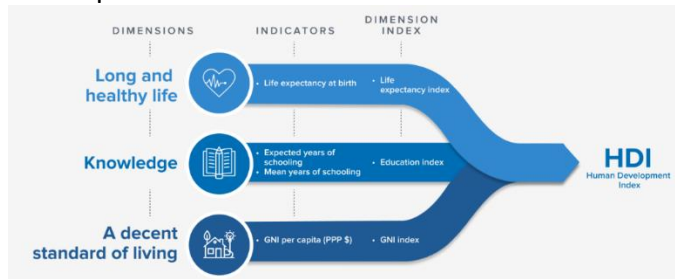 DIMENSIONS
INDICATORS
DIMENSION
INDEX
Long and
healthy life
• Life expectancy at birth
• Life
expectancy index
Knowledge
• Expected years of
schooling
• Mean years of schooling
• Education index
HDI
Human Development
Index
A decent
standard of living
• GNI per capita (PPP $)
• GNI index